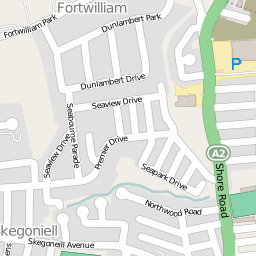 Fortwilliam
Fortwilliam Park
Dunlambert Park
P
Dunlambert Drive
Seaview Drive
Seabourne Parade
Premier Drive
Seaview Drive
A2
Seapark Drive
Shore Road
Northwood Road
Skegoniell Avenue